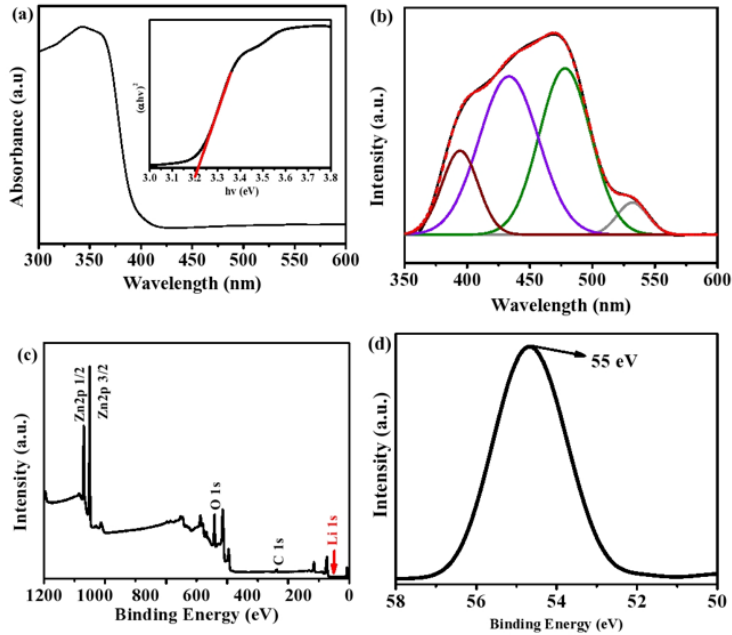 (a)
Absorbance (a.u)
(αhν)²
3.0 3.1 3.2 3.3 3.4 3.5 3.6 3.7 3.8
hν (eV)
300 350 400 450 500 550 600
Wavelength (nm)
(b)
Intensity (a.u.)
350 400 450 500 550 600
Wavelength (nm)
(c)
Intensity (a.u.)
Zn2p 1/2
Zn2p 3/2
O 1s
C 1s
Li 1s
1200 1000 800 600 400 200 0
Binding Energy (eV)
(d)
55 eV
Intensity (a.u.)
58 56 54 52 50
Binding Energy (eV)